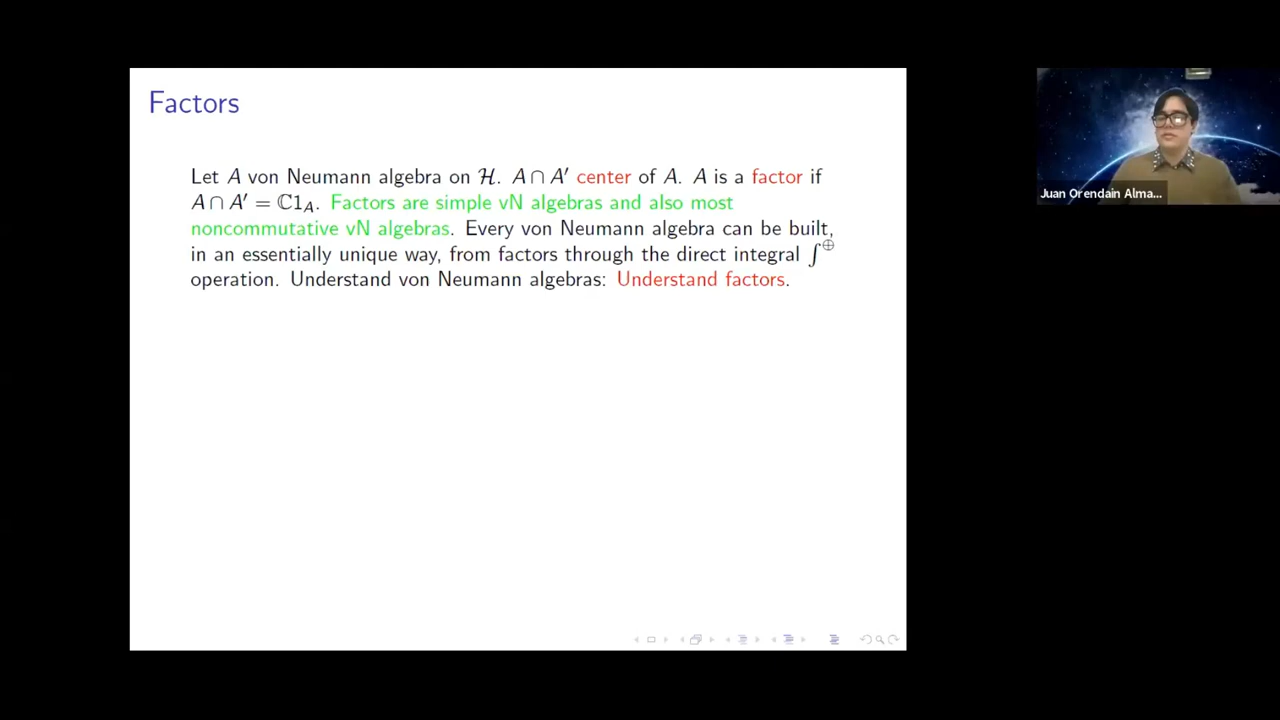 Factors
Let A von Neumann algebra on ℋ. A ∩ A′ center of A. A is a factor if
A ∩ A′ = ℂ1_A. Factors are simple vN algebras and also most
noncommutative vN algebras. Every von Neumann algebra can be built,
in an essentially unique way, from factors through the direct integral ∫^⊕
operation. Understand von Neumann algebras: Understand factors.
Juan Orendain Alma...